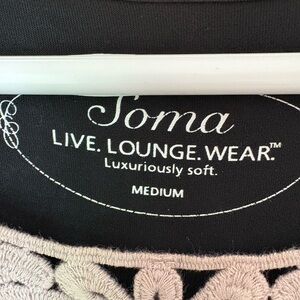 Soma
LIVE. LOUNGE. WEAR.™
Luxuriously soft.
MEDIUM